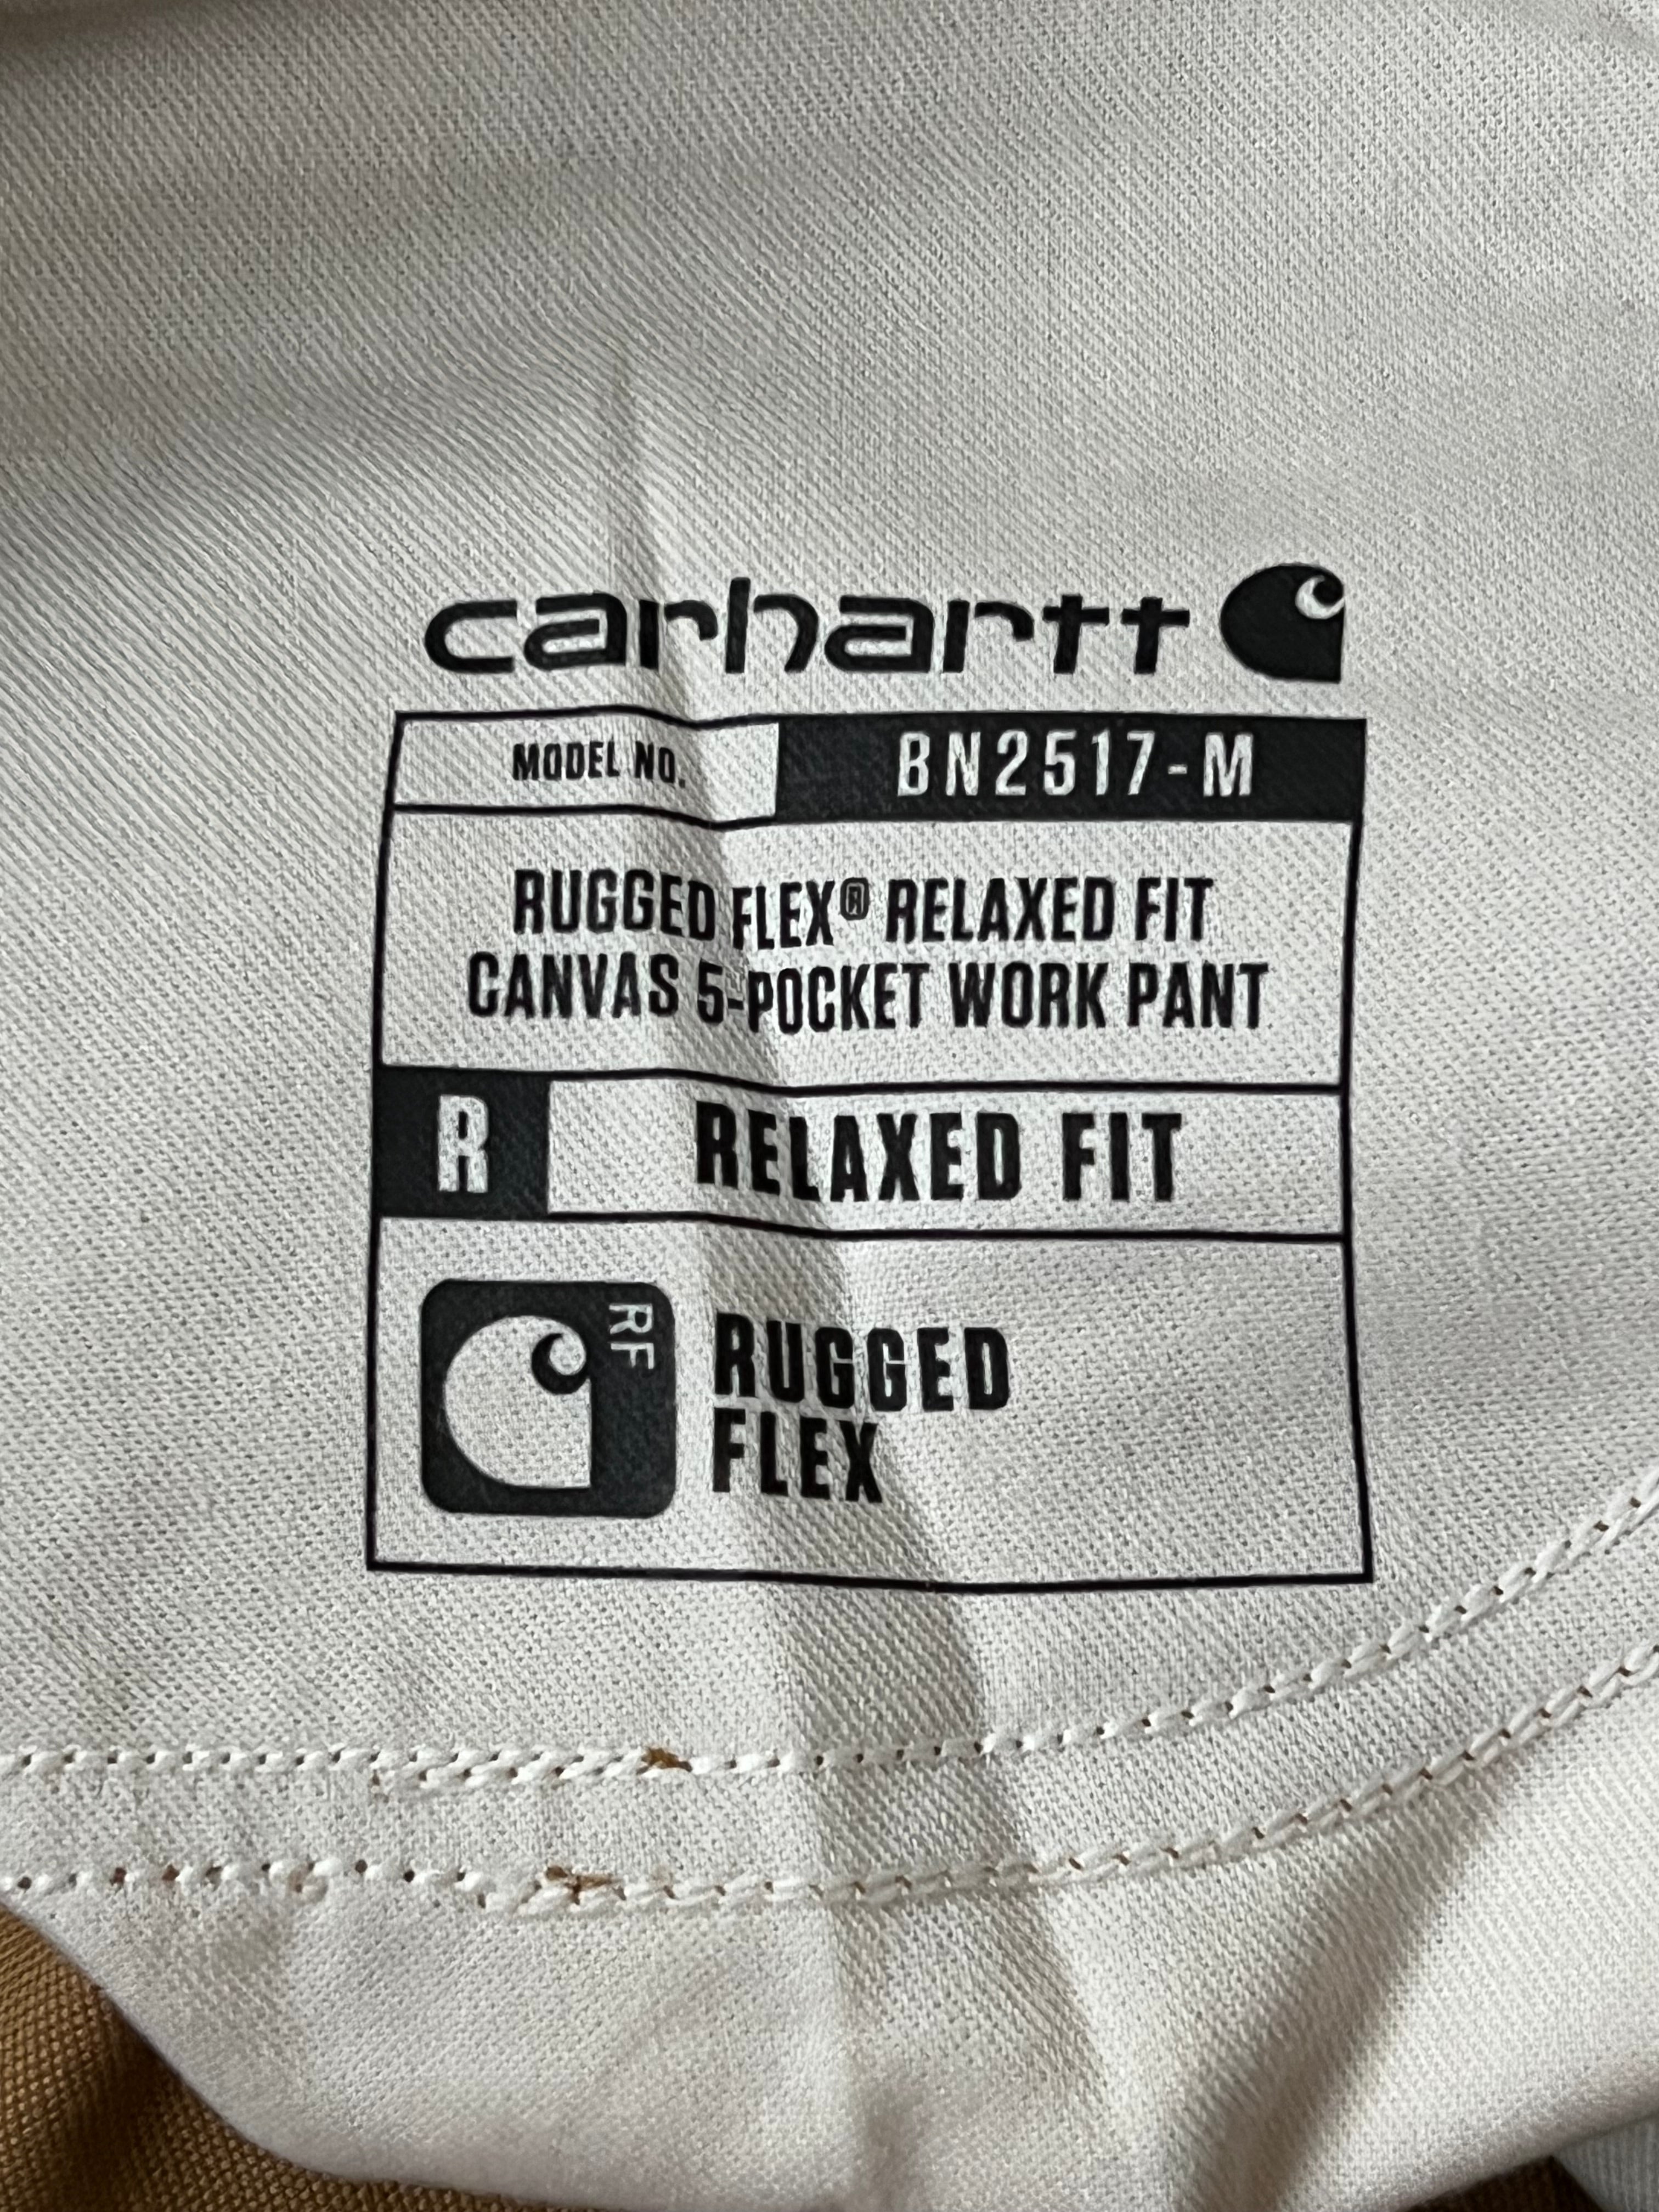 carhartt
MODEL NO. BN2517-M
RUGGED FLEX® RELAXED FIT
CANVAS 5-POCKET WORK PANT
R RELAXED FIT
RF
RUGGED
FLEX